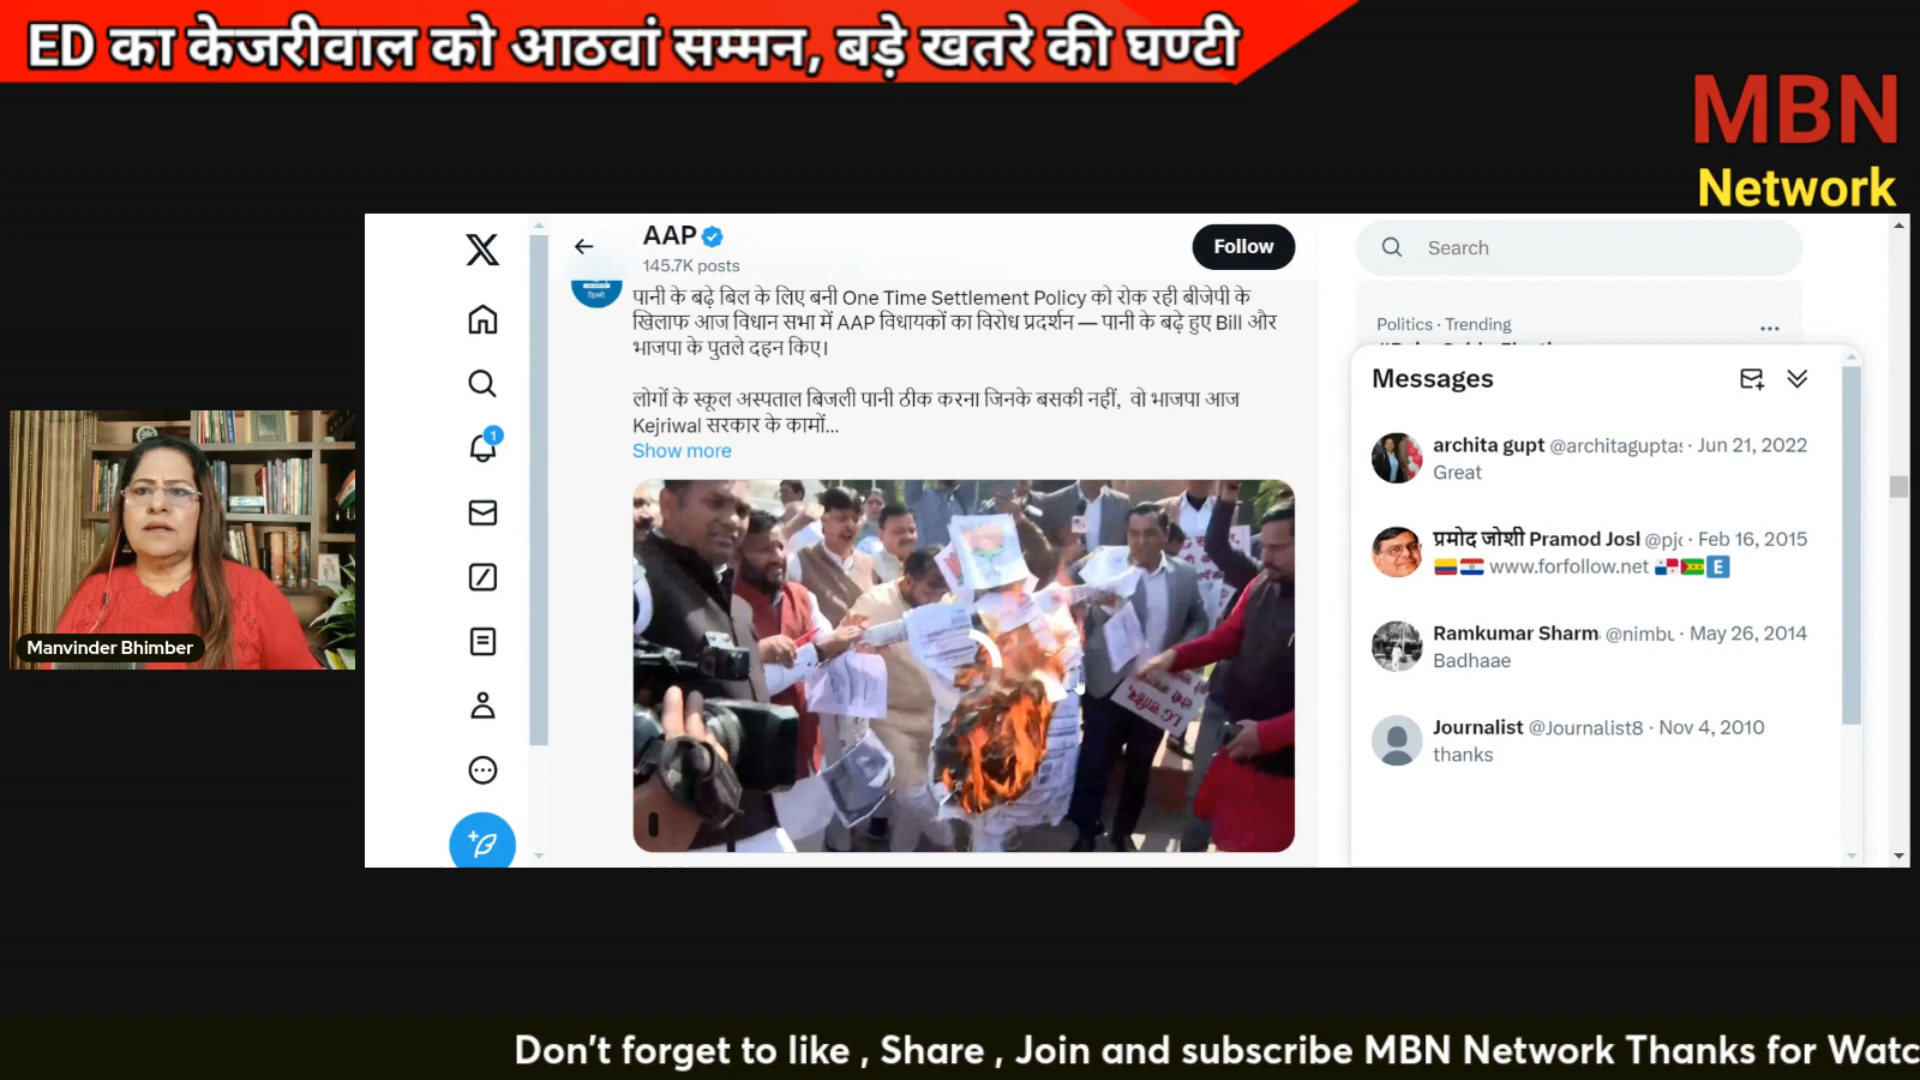 ED का केजरीवाल को आठवां सम्मन, बड़े खतरे की घण्टी
MBN
Network
AAP
145.7K posts
Follow
Search
पानी के बढ़े बिल के लिए बनी One Time Settlement Policy को रोक रही बीजेपी के
खिलाफ आज विधान सभा में AAP विधायकों का विरोध प्रदर्शन — पानी के बढ़े हुए Bill और
भाजपा के पुतले दहन किए।
लोगों के स्कूल अस्पताल बिजली पानी ठीक करना जिनके बसकी नहीं, वो भाजपा आज
Kejriwal सरकार के कामों...
Show more
Politics · Trending
Messages
archita gupt @architagupta · Jun 21, 2022
Great
प्रमोद जोशी Pramod Josl @pjc · Feb 16, 2015
www.forfollow.net
Ramkumar Sharm @nimbu · May 26, 2014
Badhaae
Journalist @Journalist8 · Nov 4, 2010
thanks
1
Manvinder Bhimber
Don't forget to like , Share , Join and subscribe MBN Network Thanks for Watc